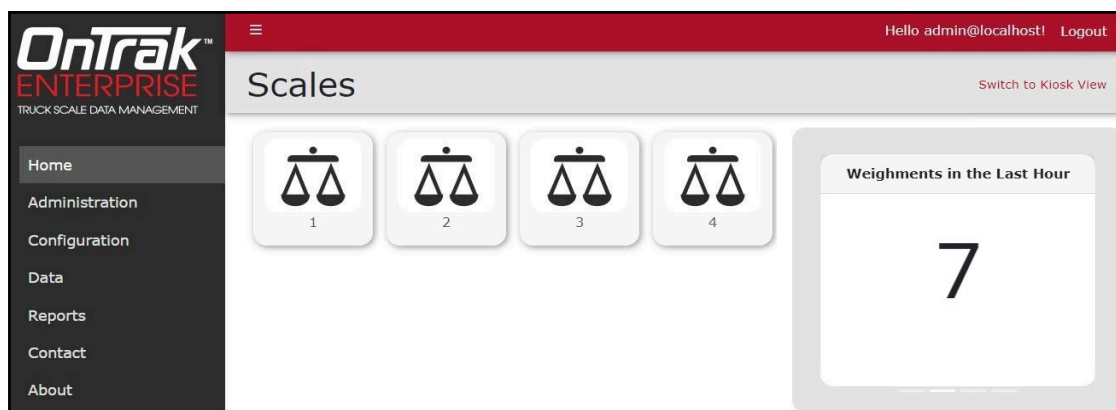 OnTrak™
ENTERPRISE
TRUCK SCALE DATA MANAGEMENT
Home
Administration
Configuration
Data
Reports
Contact
About
Hello admin@localhost! Logout
Scales
Switch to Kiosk View
1 2 3 4
Weighments in the Last Hour
7